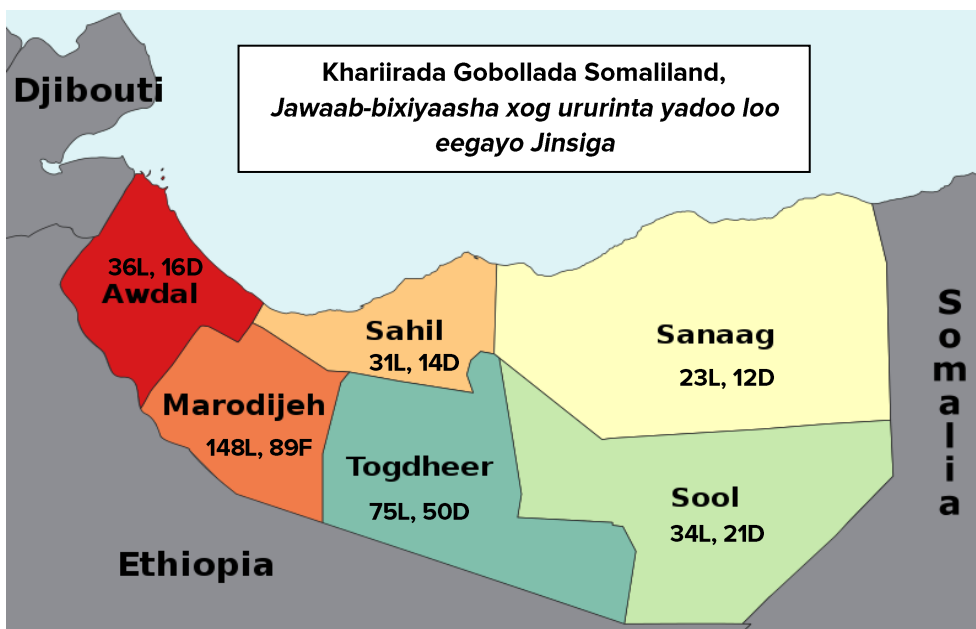 Khariirada Gobollada Somaliland,
Jawaab-bixiyaasha xog ururinta yadoo loo
eegayo Jinsiga
Djibouti
36L, 16D
Awdal
Sahil
31L, 14D
Sanaag
23L, 12D
Marodijeh
148L, 89F
Togdheer
75L, 50D
Sool
34L, 21D
Ethiopia
Somalia